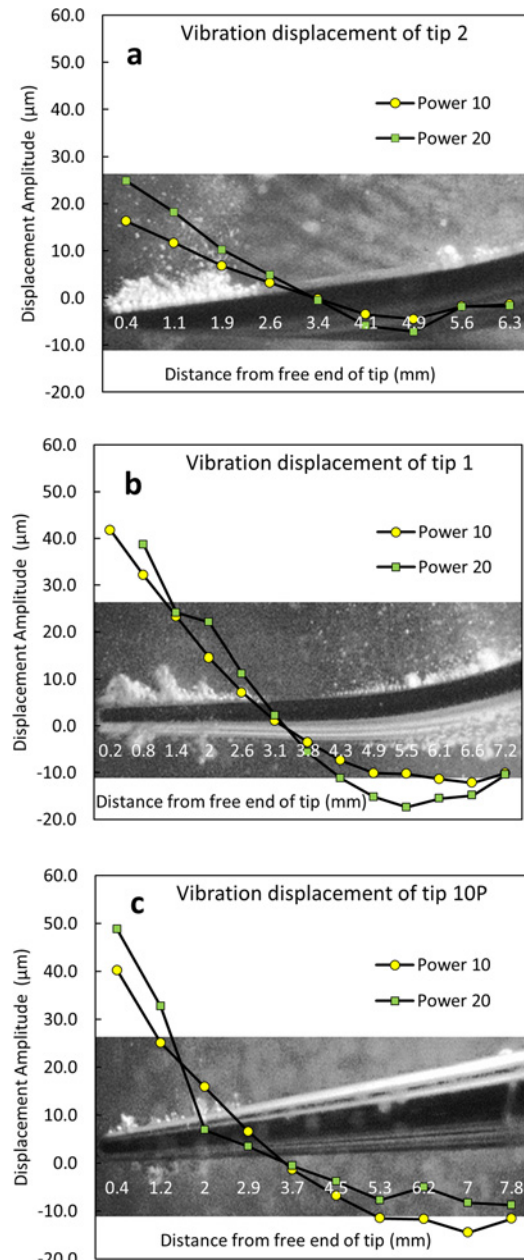 60.0
Vibration displacement of tip 2
a
50.0
40.0
Power 10
Power 20
30.0
20.0
10.0
0.0
-10.0
-20.0
Displacement Amplitude (μm)
0.4 1.1 1.9 2.6 3.4 4.1 4.9 5.6 6.3
Distance from free end of tip (mm)
60.0
Vibration displacement of tip 1
b
50.0
40.0
Power 10
Power 20
30.0
20.0
10.0
0.0
-10.0
-20.0
Displacement Amplitude (μm)
0.2 0.8 1.4 2 2.6 3.1 3.8 4.3 4.9 5.5 6.1 6.6 7.2
Distance from free end of tip (mm)
60.0
Vibration displacement of tip 10P
c
50.0
40.0
Power 10
Power 20
30.0
20.0
10.0
0.0
-10.0
-20.0
Displacement Amplitude (μm)
0.4 1.2 2 2.9 3.7 4.5 5.3 6.2 7 7.8
Distance from free end of tip (mm)